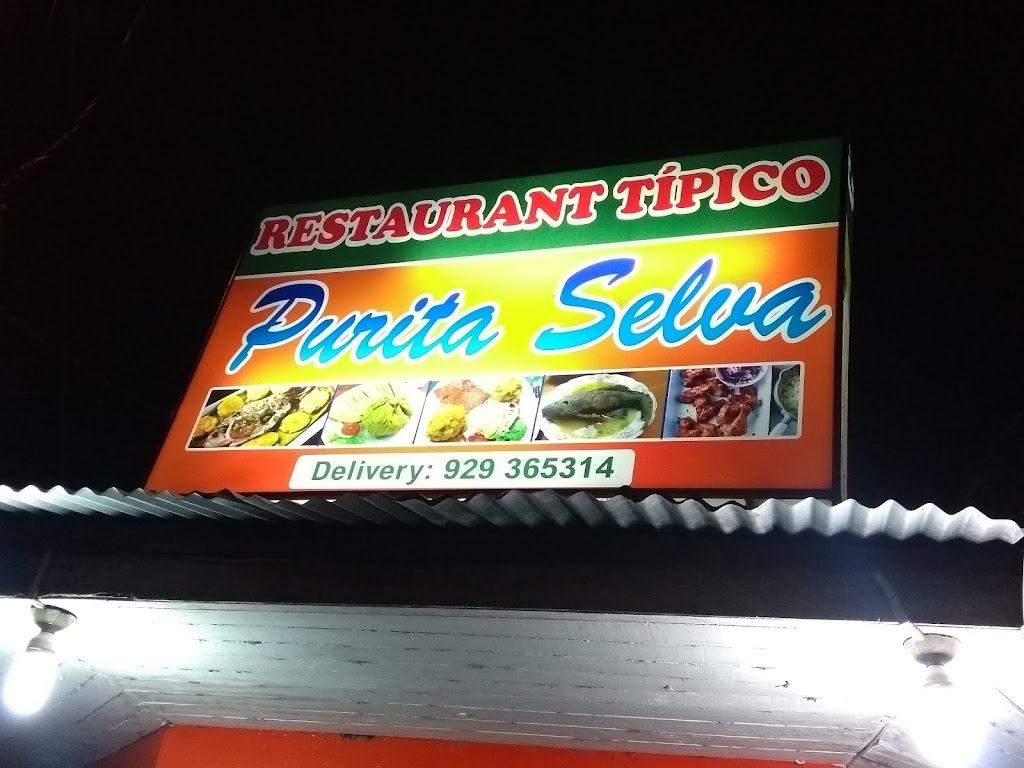 RESTAURANT TÍPICO
Purita Selva
Delivery: 929 365314